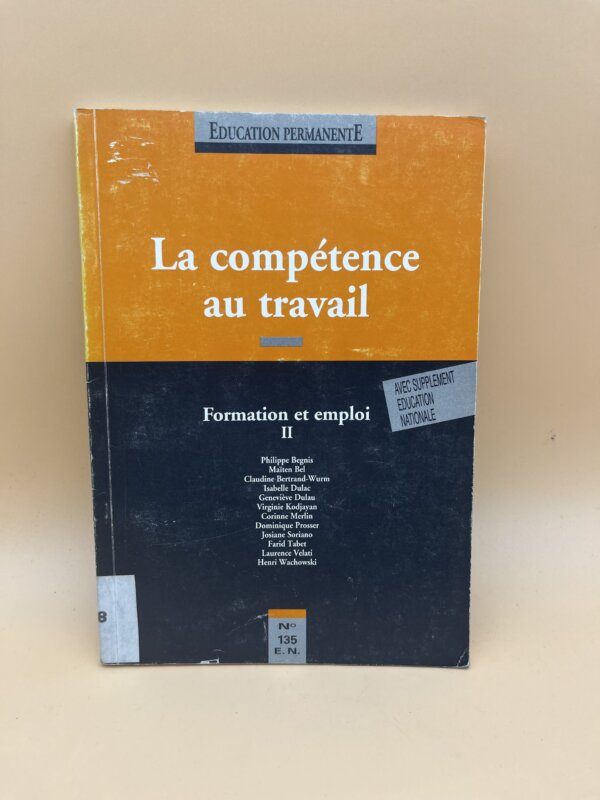 EDUCATION PERMANENTE
La compétence
au travail
AVEC SUPPLEMENT
EDUCATION
NATIONALE
Formation et emploi
II
Philippe Begnis
Maïten Bel
Claudine Bertrand-Wurm
Isabelle Dulac
Geneviève Dulau
Virginie Kodjayan
Corinne Merlin
Dominique Prosser
Josiane Soriano
Farid Tabet
Laurence Velati
Henri Wachowski
8
N°
135
E. N.